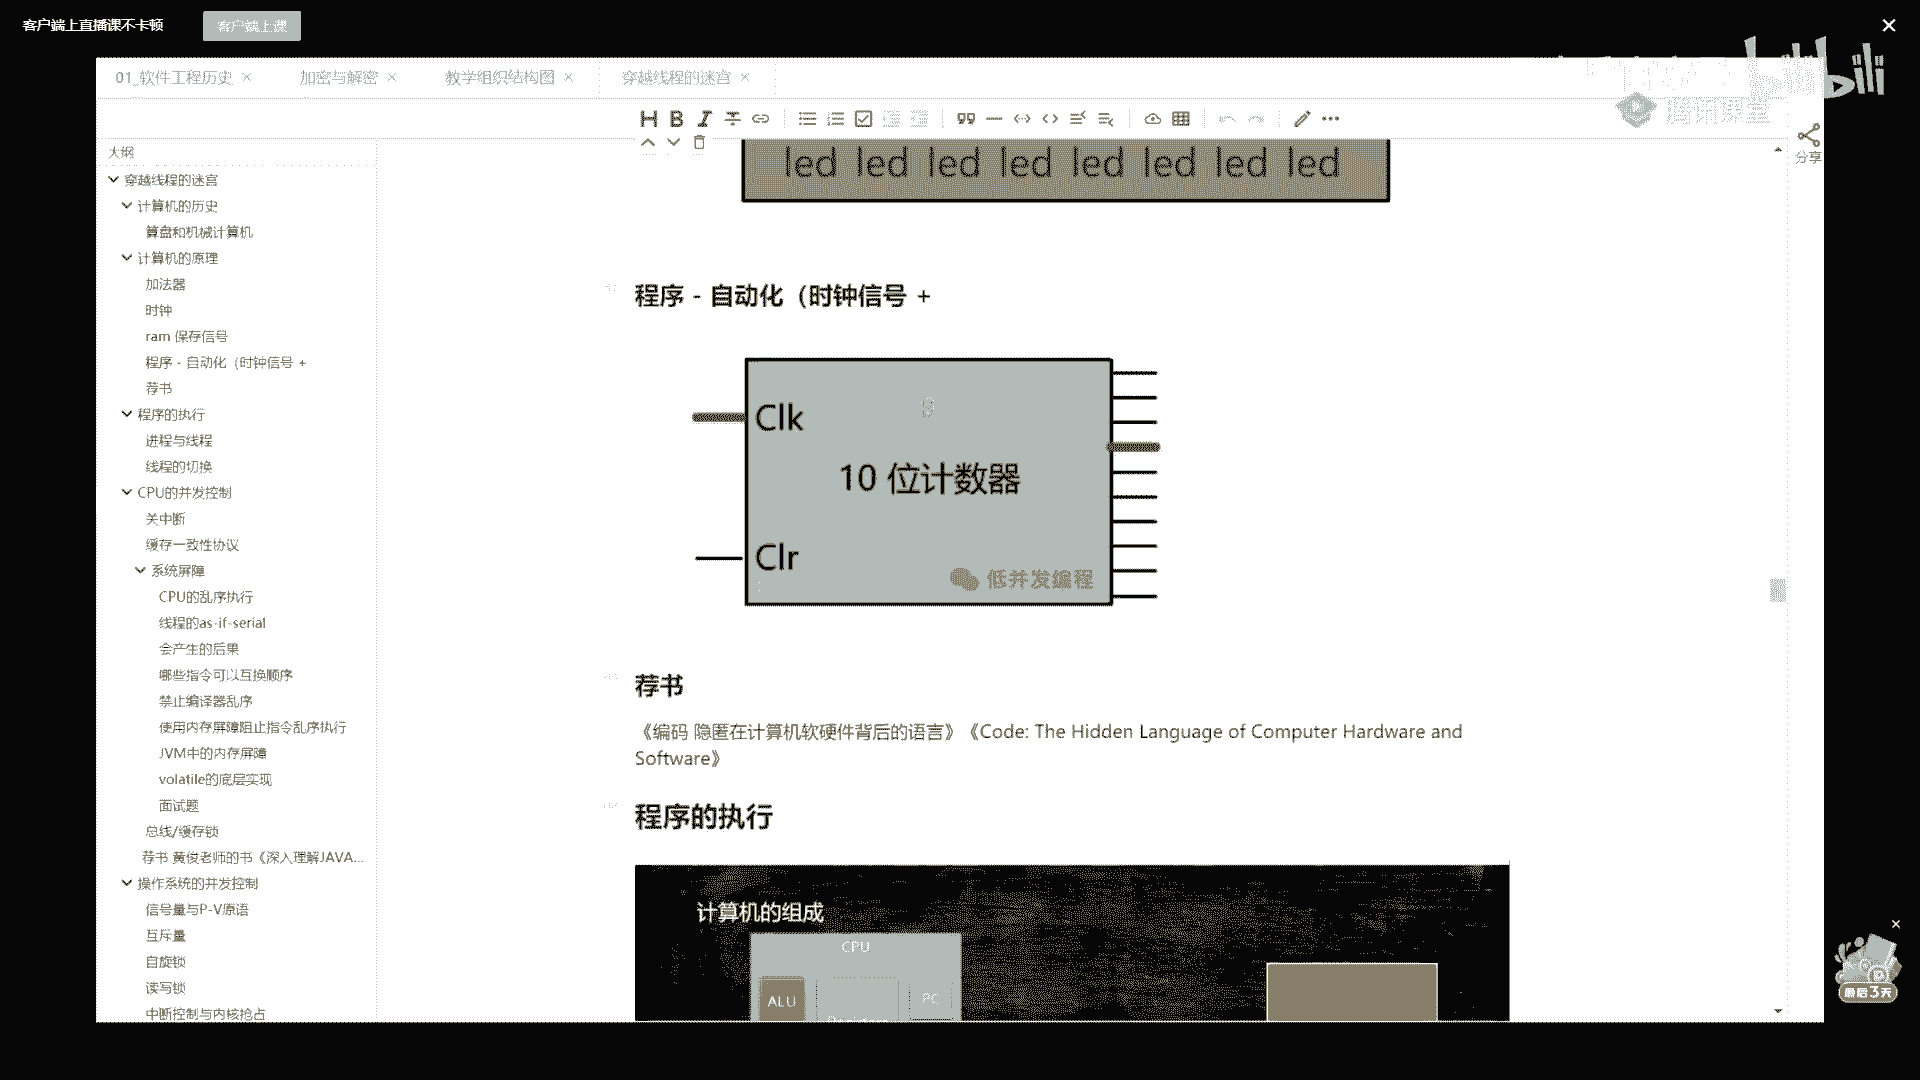 客户端上直播课不卡顿
客户端上课
bilibili
01_软件工程历史
加密与解密
教学组织结构图
穿越线程的迷宫
腾讯课堂
分享
大纲
穿越线程的迷宫
计算机的历史
算盘和机械计算机
计算机的原理
加法器
时钟
ram 保存信号
程序 - 自动化（时钟信号 +
荐书
程序的执行
进程与线程
线程的切换
CPU的并发控制
关中断
缓存一致性协议
系统屏障
CPU的乱序执行
线程的as-if-serial
会产生的后果
哪些指令可以互换顺序
禁止编译器乱序
使用内存屏障阻止指令乱序执行
JVM中的内存屏障
volatile的底层实现
面试题
总线/缓存锁
荐书 黄俊老师的书《深入理解JAVA...
操作系统的并发控制
信号量与P-V原语
互斥量
自旋锁
读写锁
中断控制与内核抢占
led led led led led led led led
程序 - 自动化（时钟信号 +
Clk
10 位计数器
Clr
低并发编程
荐书
《编码 隐匿在计算机软硬件背后的语言》《Code: The Hidden Language of Computer Hardware and
Software》
程序的执行
计算机的组成
CPU
ALU
PC
最后3天